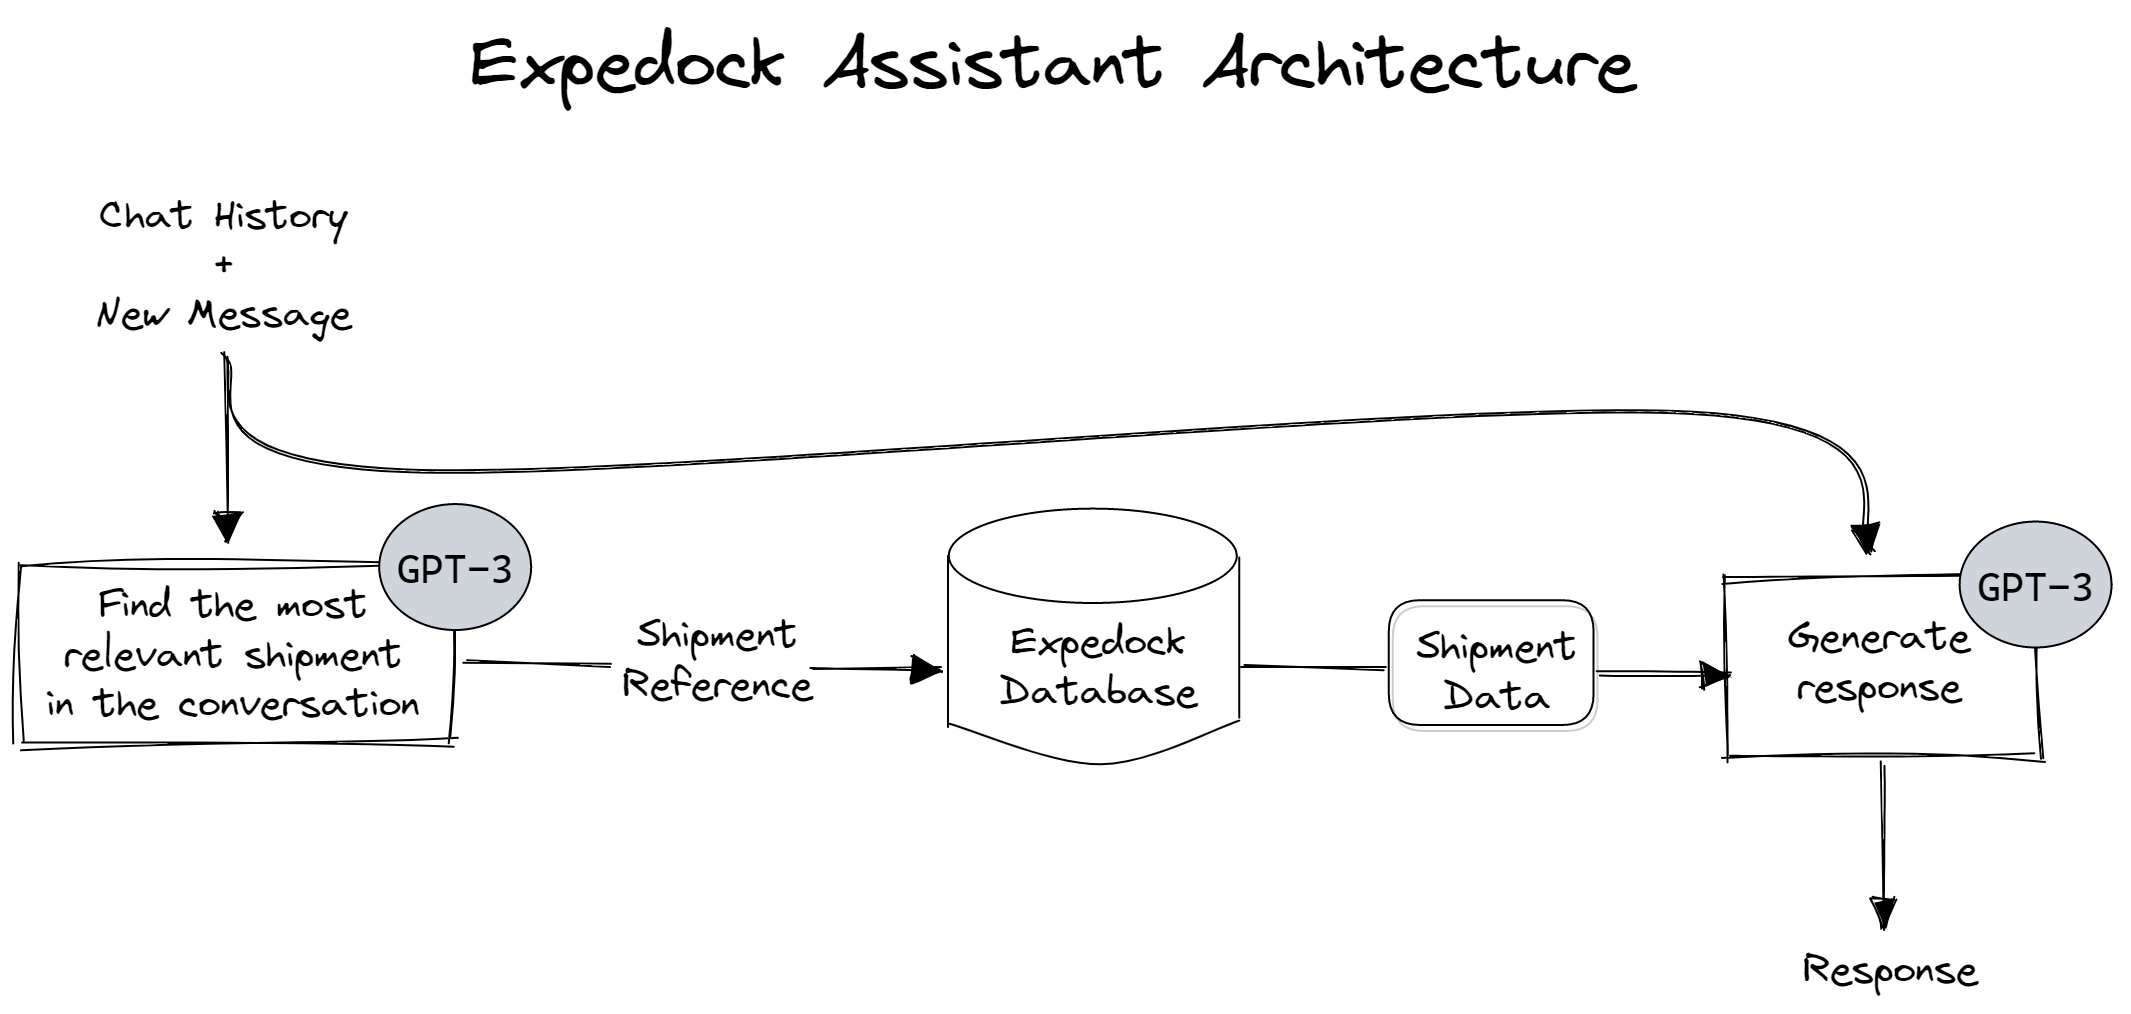 Expedock Assistant Architecture
Chat History
+
New Message
GPT-3
Find the most
relevant shipment
in the conversation
Shipment
Reference
Expedock
Database
Shipment
Data
GPT-3
Generate
response
Response